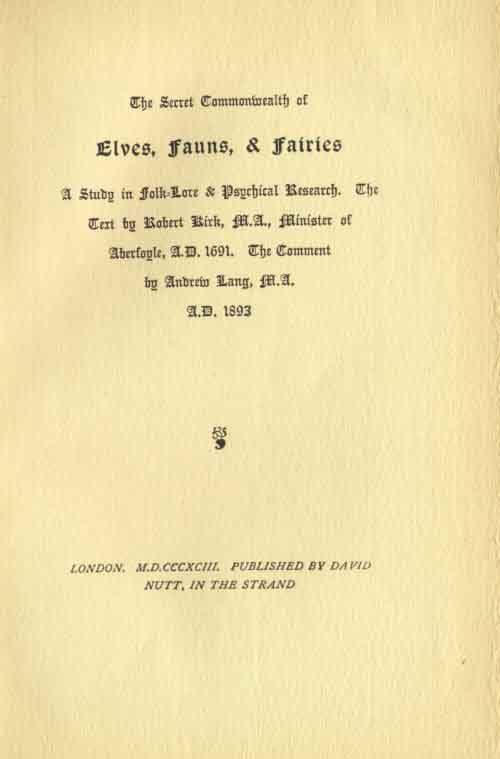 The Secret Commonwealth of
Elves, Fauns, & Fairies
A Study in Folk-Lore & Psychical Research. The
Text by Robert Kirk, M.A., Minister of
Aberfoyle, A.D. 1691. The Comment
by Andrew Lang, M.A.
A.D. 1893
LONDON. M.D.CCCXCIII. PUBLISHED BY DAVID
NUTT, IN THE STRAND